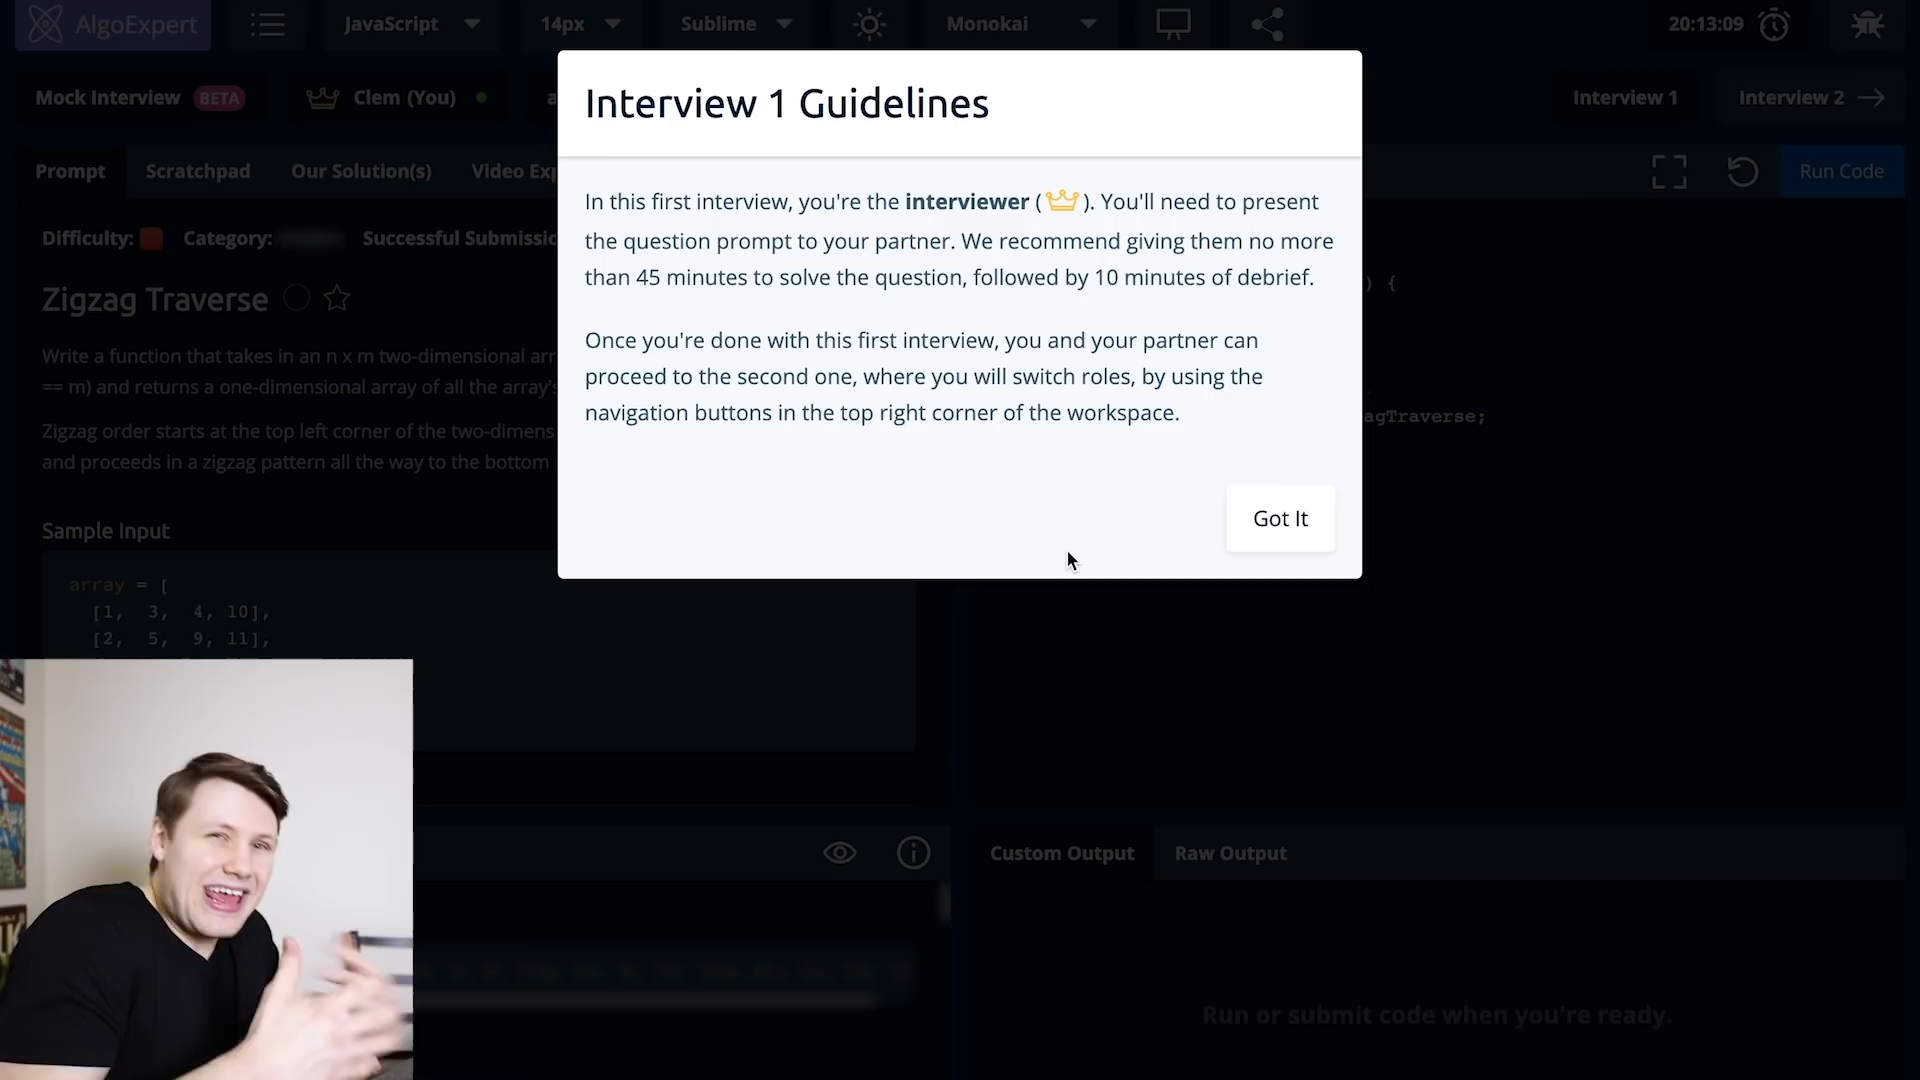 AlgoExpert
JavaScript
14px
Sublime
Monokai
20:13:09
Mock Interview BETA
Clem (You)
Interview 1
Interview 2
Interview 1 Guidelines
Prompt
Scratchpad
Our Solution(s)
Video
Run Code
In this first interview, you're the interviewer ( ). You'll need to present
the question prompt to your partner. We recommend giving them no more
than 45 minutes to solve the question, followed by 10 minutes of debrief.
Once you're done with this first interview, you and your partner can
proceed to the second one, where you will switch roles, by using the
navigation buttons in the top right corner of the workspace.
Got It
Difficulty:
Category:
Successful
Zigzag Traverse
Write a function that takes in an n x m two-dimensional
== m) and returns a one-dimensional array of all the array's
Zigzag order starts at the top left corner of the
and proceeds in a zigzag pattern all the way to the bottom
) {
agTraverse;
Sample Input
array = [
[1, 3, 4, 10],
[2, 5, 9, 11],
Custom Output
Raw Output
Run or submit code when you're ready.